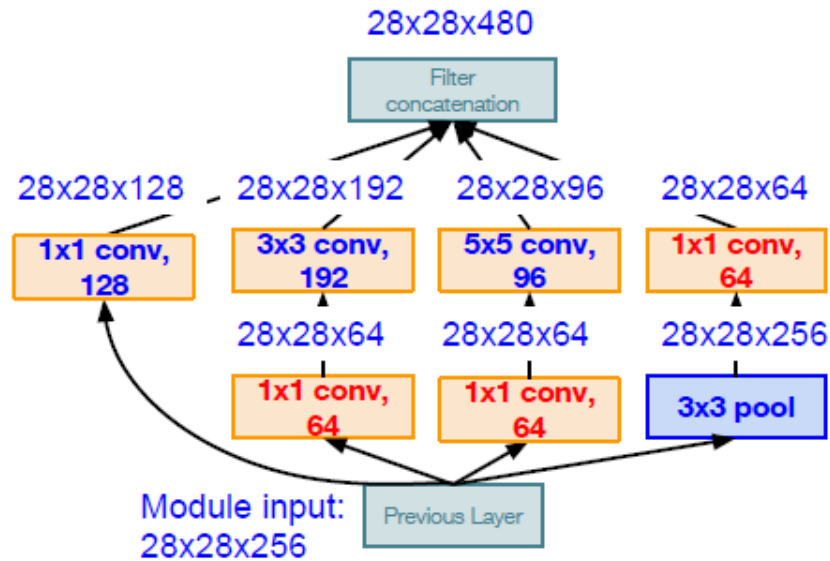 28x28x480
Filter
concatenation
28x28x128
28x28x192
28x28x96
28x28x64
1x1 conv,
128
3x3 conv,
192
5x5 conv,
96
1x1 conv,
64
28x28x64
28x28x64
28x28x256
1x1 conv,
64
1x1 conv,
64
3x3 pool
Module input:
28x28x256
Previous Layer